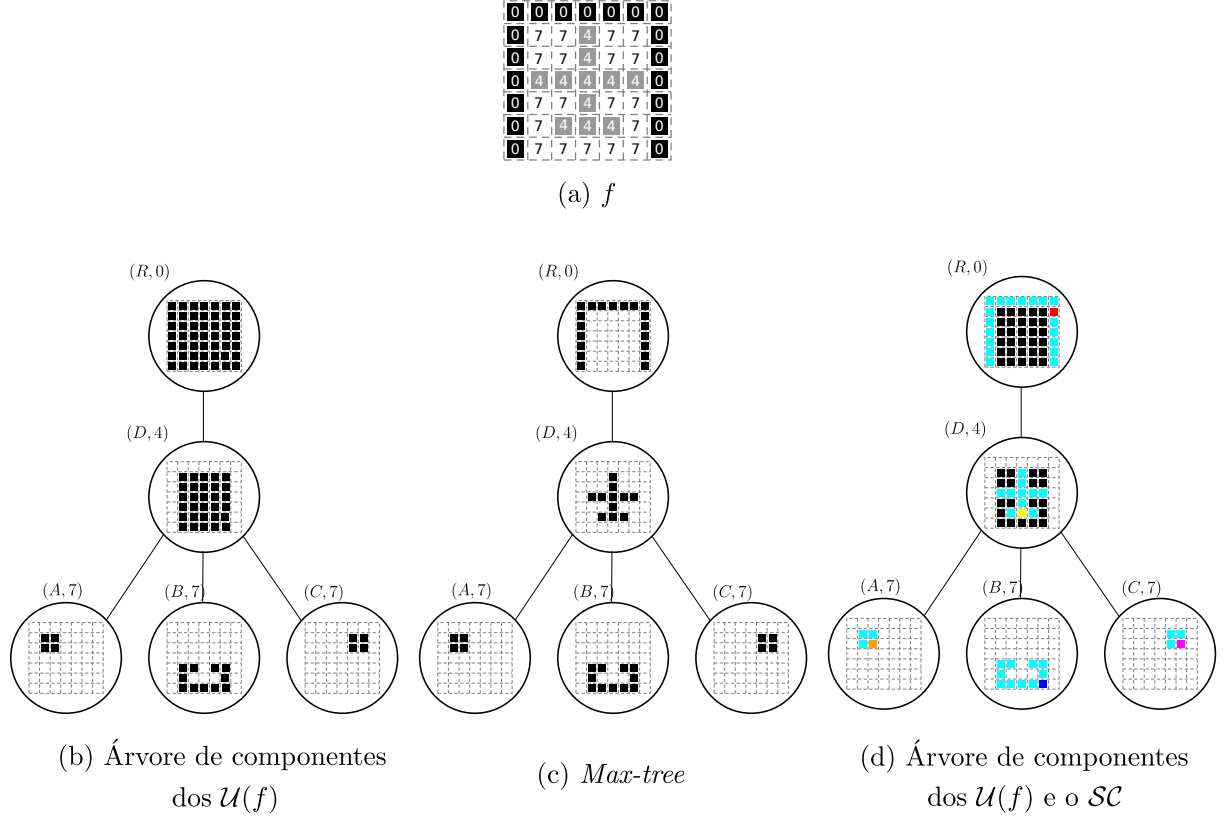 0 0 0 0 0 0 0
0 7 7 4 7 7 0
0 7 7 4 7 7 0
0 4 4 4 4 4 0
0 7 7 4 7 7 0
0 7 4 4 4 7 0
0 7 7 7 7 7 0
(a) f
(R, 0) (R, 0) (R, 0)
(D, 4) (D, 4) (D, 4)
(A, 7) (B, 7) (C, 7) (A, 7) (B, 7) (C, 7) (A, 7) (B, 7) (C, 7)
(b) Árvore de componentes
dos 𝒰(f)
(c) Max-tree
(d) Árvore de componentes
dos 𝒰(f) e o 𝒮𝒞